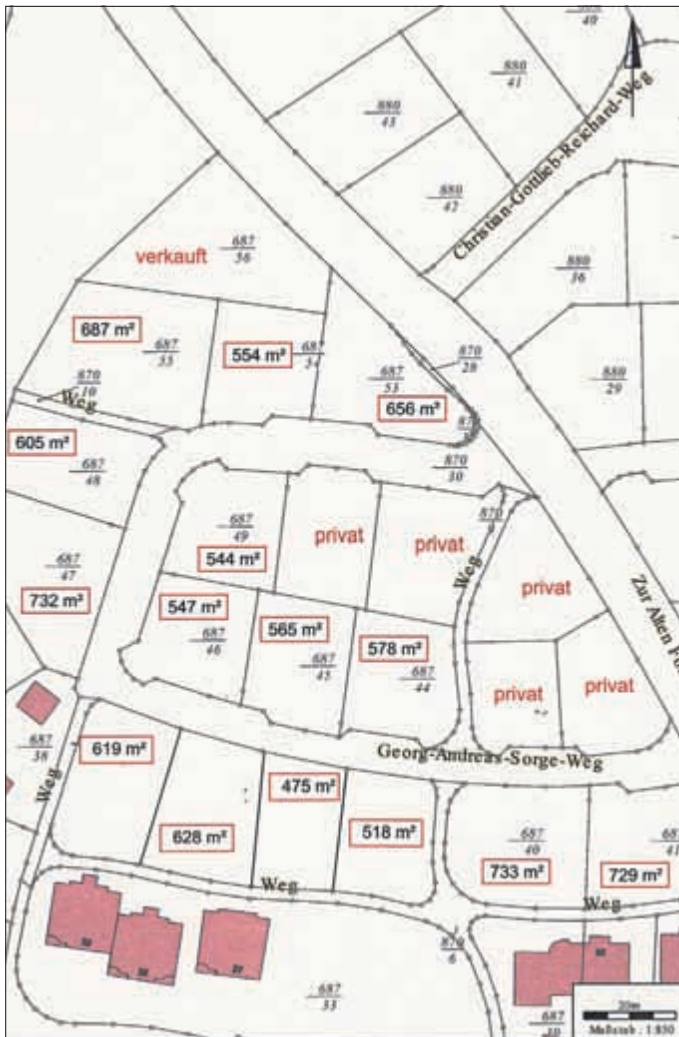 880
40
880
41
880
43
880
42
Christian-Gottlieb-Reichard-Weg
880
36
verkauft
687
56
687 m²
687
55
554 m²
687
54
687
53
656 m²
870
28
880
29
870
10
Weg
605 m²
687
48
870
30
687
49
544 m²
privat
privat
870
Weg
privat
Zur Alten
687
47
732 m²
547 m²
687
46
565 m²
687
45
578 m²
687
44
privat
privat
687
38
Weg
619 m²
Georg-Andreas-Sorge-Weg
475 m²
628 m²
518 m²
687
40
733 m²
687
41
729 m²
Weg
Weg
870
6
687
33
20m
Maßstab : 1:850